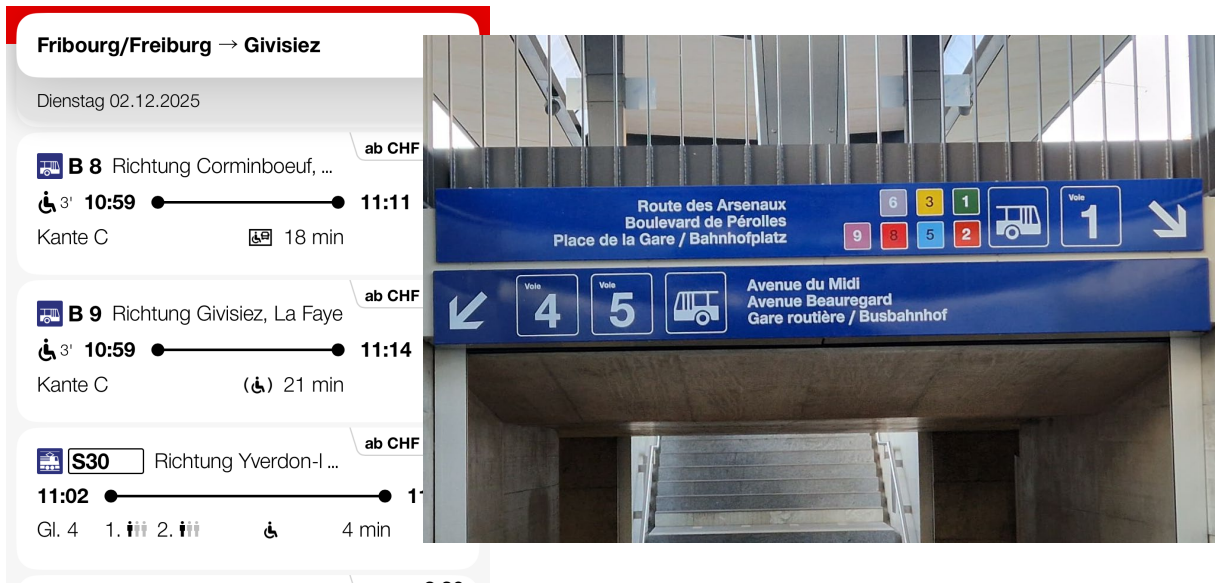 Fribourg/Freiburg → Givisiez
Dienstag 02.12.2025
ab CHF
B 8 Richtung Corminboeuf, ...
3' 10:59 11:11
Kante C 18 min
ab CHF
B 9 Richtung Givisiez, La Faye
3' 10:59 11:14
Kante C 21 min
ab CHF
S30 Richtung Yverdon-l ...
11:02
Gl. 4 1. 2. 4 min
Route des Arsenaux
Boulevard de Pérolles
Place de la Gare / Bahnhofplatz
6 3 1
9 8 5 2
Voie
1
Voie
4
Voie
5
Avenue du Midi
Avenue Beauregard
Gare routière / Busbahnhof